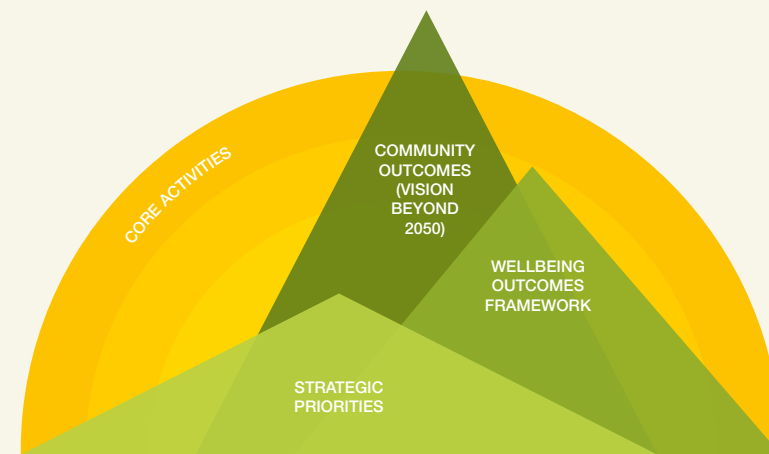 CORE ACTIVITIES
COMMUNITY
OUTCOMES
(VISION
BEYOND
2050)
WELLBEING
OUTCOMES
FRAMEWORK
STRATEGIC
PRIORITIES